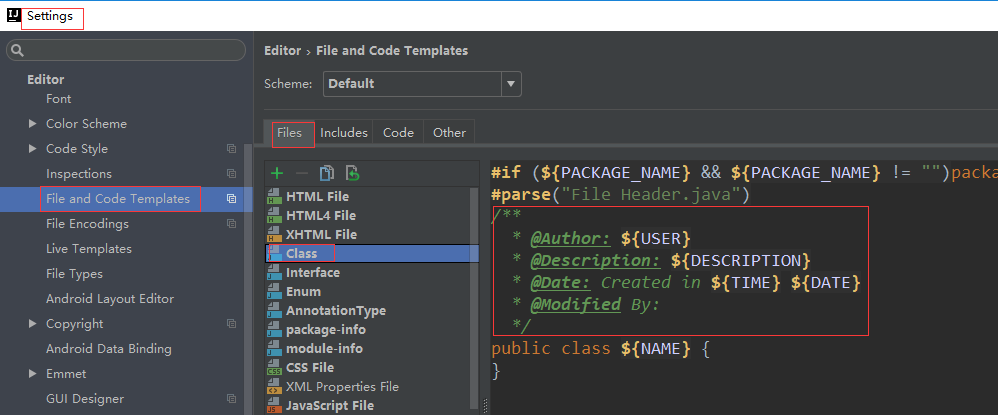 IJ Settings
Editor › File and Code Templates
Scheme: Default
Editor
Font
Color Scheme
Code Style
Inspections
File and Code Templates
File Encodings
Live Templates
File Types
Android Layout Editor
Copyright
Android Data Binding
Emmet
GUI Designer
Files Includes Code Other
HTML File
HTML4 File
XHTML File
Class
Interface
Enum
AnnotationType
package-info
module-info
CSS File
XML Properties File
JavaScript File
#if (${PACKAGE_NAME} && ${PACKAGE_NAME} != "")packa
#parse("File Header.java")
/**
* @Author: ${USER}
* @Description: ${DESCRIPTION}
* @Date: Created in ${TIME} ${DATE}
* @Modified By:
*/
public class ${NAME} {
}